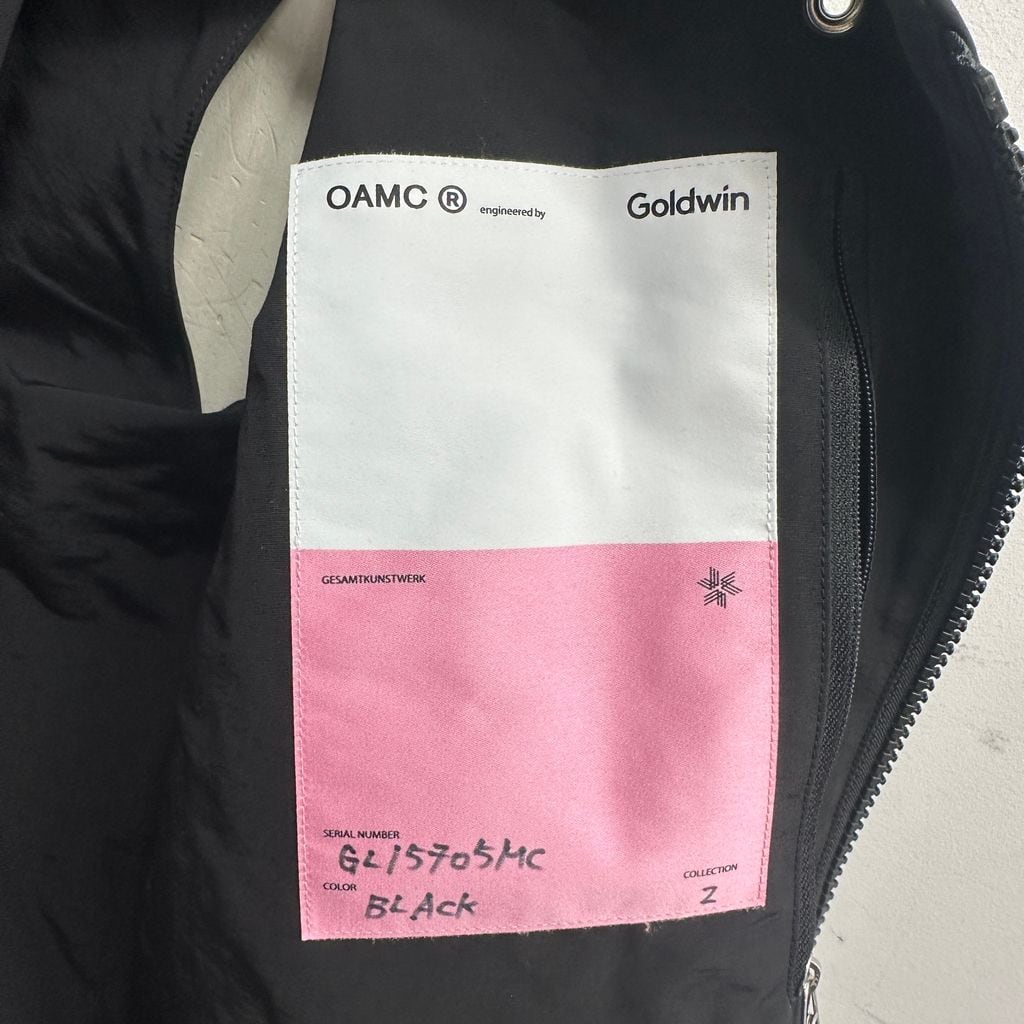 OAMC ® engineered by Goldwin
GESAMTKUNSTWERK
SERIAL NUMBER
GL15705MC
COLOR
BLACK
COLLECTION
2